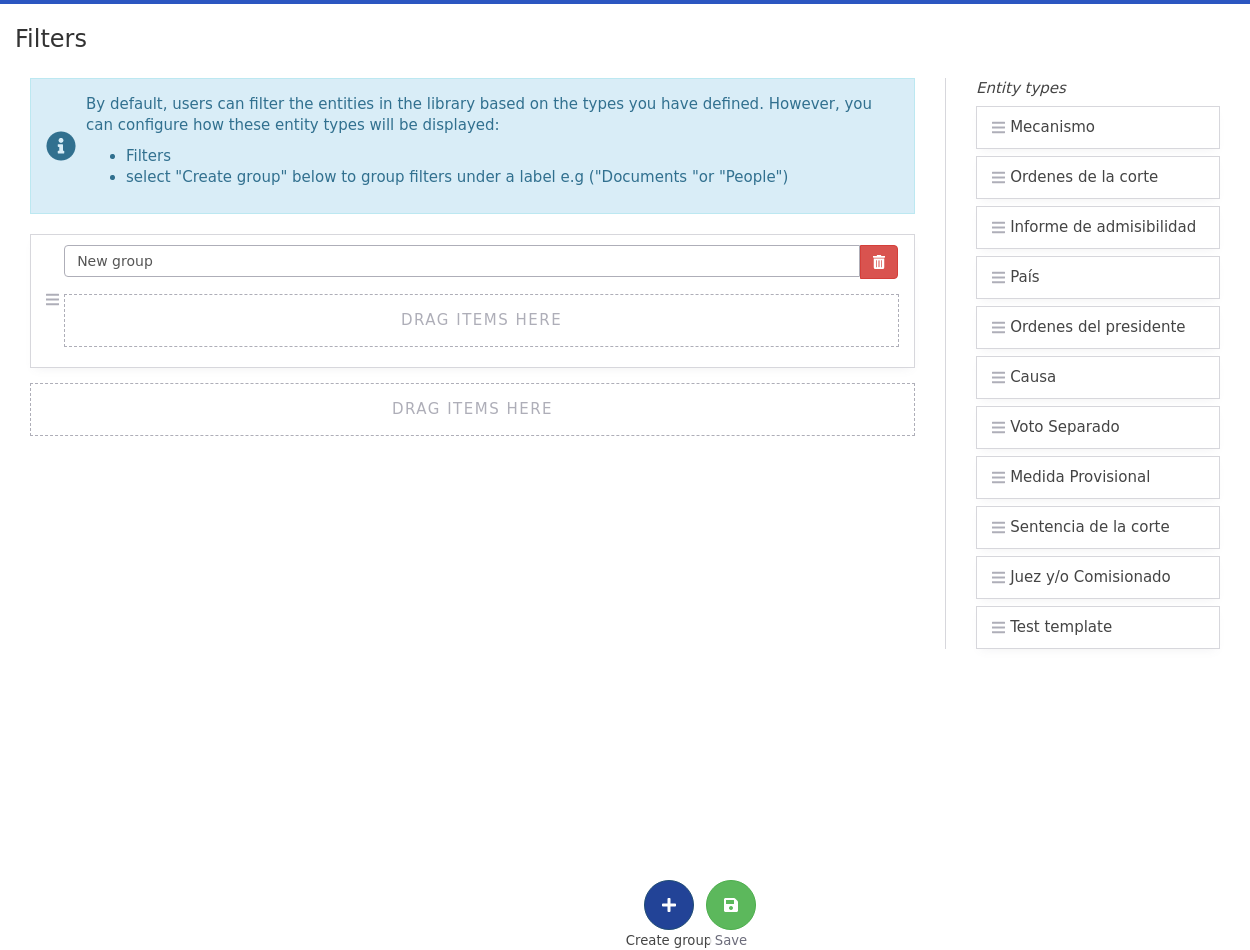 Filters
By default, users can filter the entities in the library based on the types you have defined. However, you
can configure how these entity types will be displayed:
Filters
select "Create group" below to group filters under a label e.g ("Documents "or "People")
New group
DRAG ITEMS HERE
DRAG ITEMS HERE
Entity types
Mecanismo
Ordenes de la corte
Informe de admisibilidad
País
Ordenes del presidente
Causa
Voto Separado
Medida Provisional
Sentencia de la corte
Juez y/o Comisionado
Test template
Create group
Save